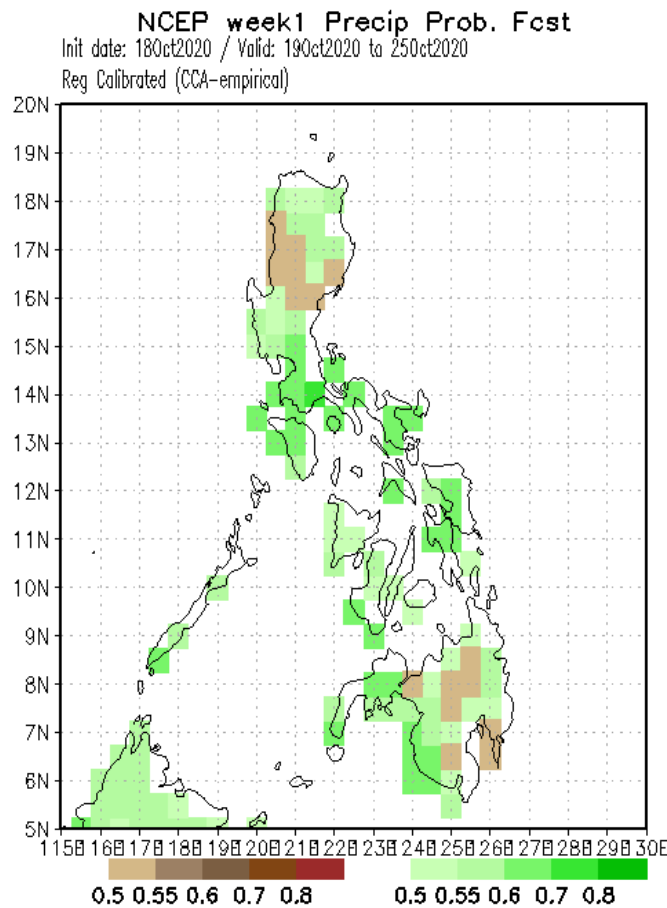 NCEP week1 Precip Prob. Fcst
Init date: 18Oct2020 / Valid: 19Oct2020 to 25Oct2020
Reg Calibrated (CCA-empirical)
20N
19N
18N
17N
16N
15N
14N
13N
12N
11N
10N
9N
8N
7N
6N
5N
115E 116E 117E 118E 119E 120E 121E 122E 123E 124E 125E 126E 127E 128E 129E 130E
0.5 0.55 0.6 0.7 0.8 0.5 0.55 0.6 0.7 0.8